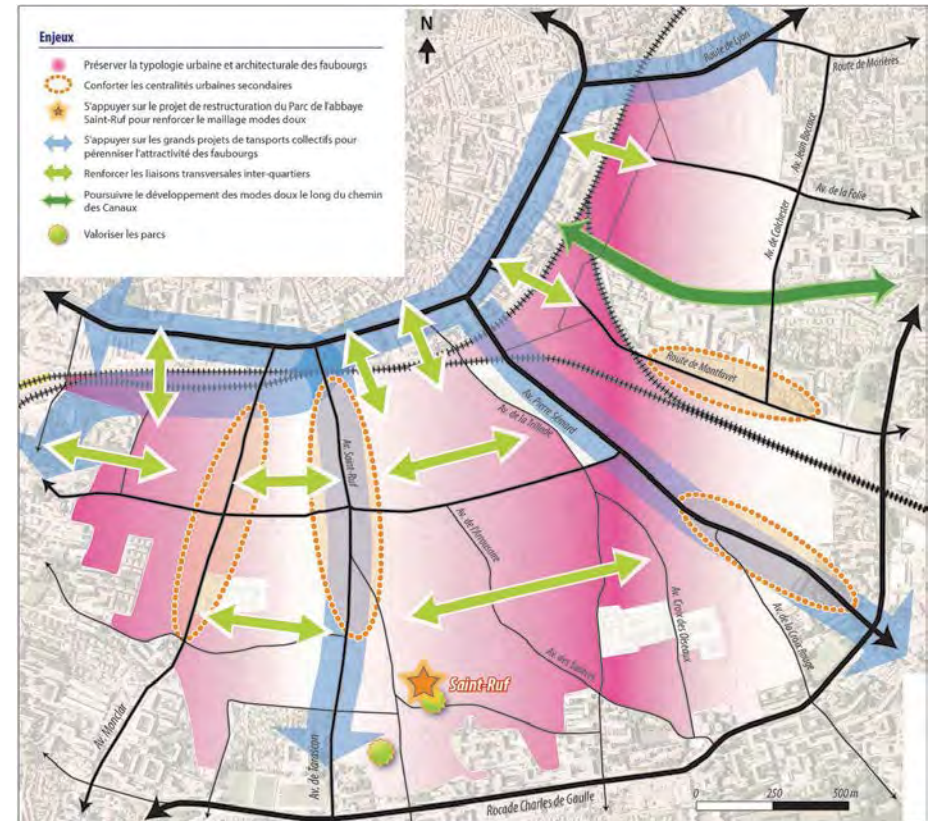 Enjeux
Préserver la typologie urbaine et architecturale des faubourgs
Conforter les centralités urbaines secondaires
S'appuyer sur le projet de restructuration du Parc de l'abbaye
Saint-Ruf pour renforcer le maillage modes doux
S'appuyer sur les grands projets de tansports collectifs pour
pérenniser l'attractivité des faubourgs
Renforcer les liaisons transversales inter-quartiers
Poursuivre le développement des modes doux le long du chemin
des Canaux
Valoriser les parcs
N
Route de Lyon
Route de Morières
Av. Jean Boccace
Av. de la Folie
Av. de Colchester
Route de Montfavet
Av. Pierre Sémard
Av. de la Trillade
Av. Saint-Ruf
Av. de l'Arrousaire
Av. Croix des Oiseaux
Av. de la Croix Rouge
Av. des Sources
Saint-Ruf
Av. Monclar
Av. de Tarascon
Rocade Charles de Gaulle
0 250 500 m